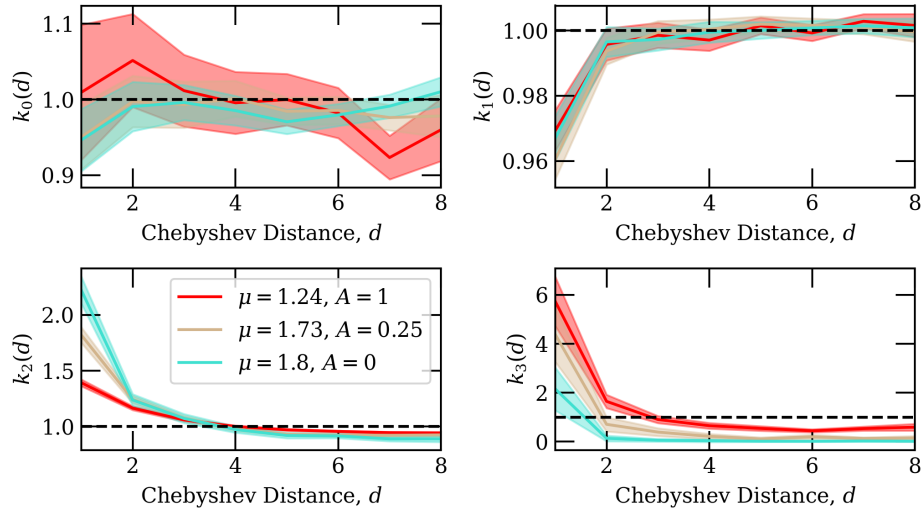 1.1
1.0
0.9
k₀(d)
2 4 6 8
Chebyshev Distance, d
1.00
0.98
0.96
k₁(d)
2 4 6 8
Chebyshev Distance, d
2.0
1.5
1.0
k₂(d)
μ = 1.24, A = 1
μ = 1.73, A = 0.25
μ = 1.8, A = 0
2 4 6 8
Chebyshev Distance, d
6
4
2
0
k₃(d)
2 4 6 8
Chebyshev Distance, d